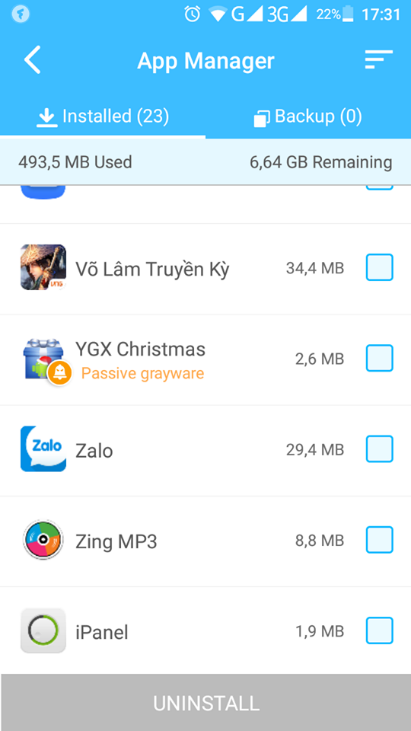 G 3G 22% 17:31
App Manager
Installed (23) Backup (0)
493,5 MB Used 6,64 GB Remaining
Võ Lâm Truyền Kỳ 34,4 MB
YGX Christmas
Passive grayware 2,6 MB
Zalo Zalo 29,4 MB
Zing MP3 8,8 MB
iPanel 1,9 MB
UNINSTALL